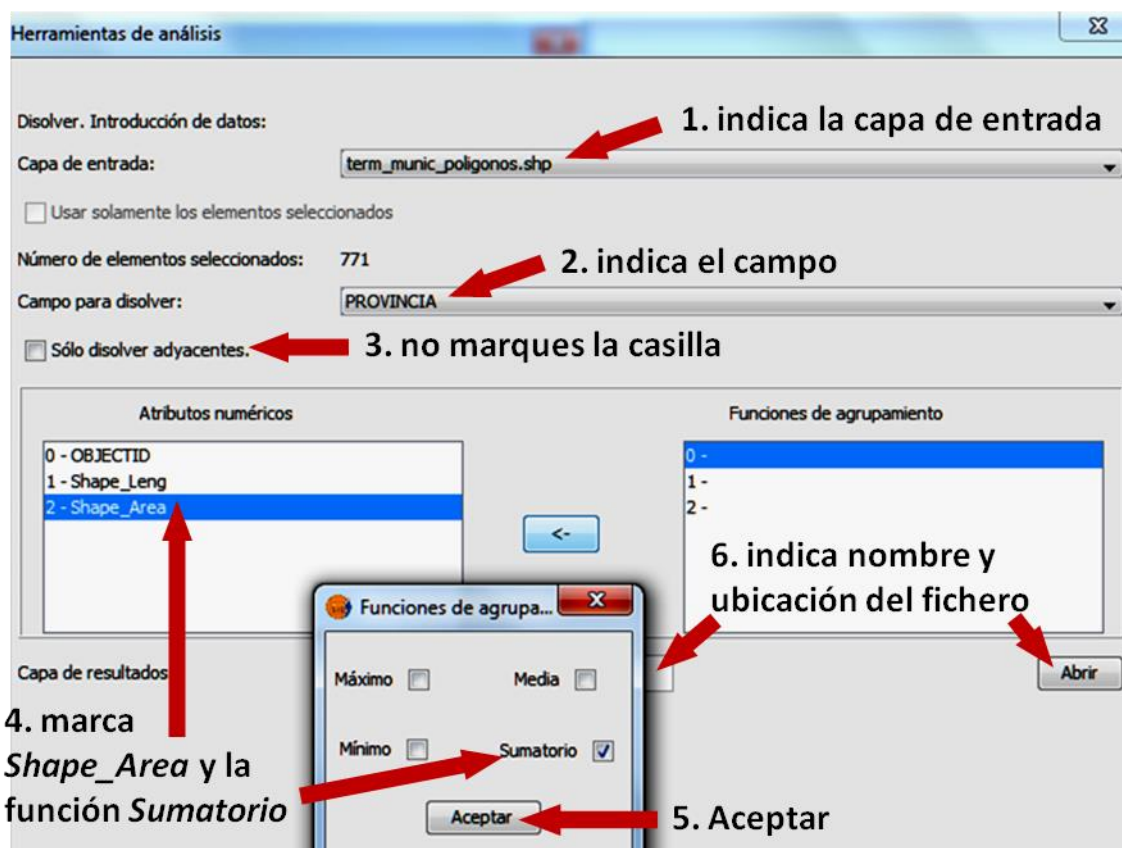 Herramientas de análisis
Disolver. Introducción de datos:
1. indica la capa de entrada
Capa de entrada:
term_munic_poligonos.shp
Usar solamente los elementos seleccionados
Número de elementos seleccionados:
771
2. indica el campo
Campo para disolver:
PROVINCIA
Sólo disolver adyacentes.
3. no marques la casilla
Atributos numéricos
Funciones de agrupamiento
0 - OBJECTID
1 - Shape_Leng
2 - Shape_Area
<-
0 -
1 -
2 -
6. indica nombre y
ubicación del fichero
Funciones de agrupa...
Capa de resultados
Abrir
Máximo
Media
Mínimo
Sumatorio
4. marca
Shape_Area y la
función Sumatorio
Aceptar
5. Aceptar